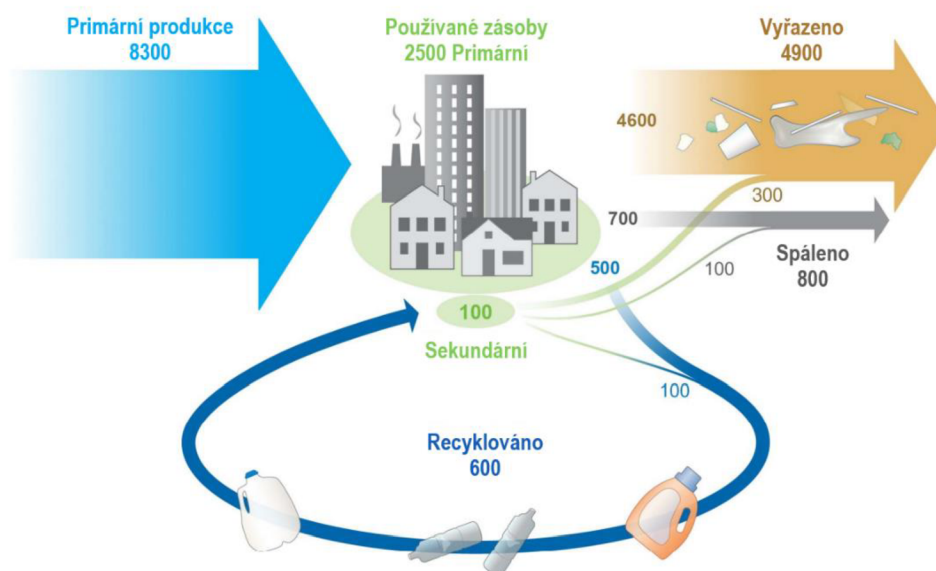 Primární produkce
8300
Používané zásoby
2500 Primární
Vyřazeno
4900
4600
300
700
500
100
Spáleno
800
100
Sekundární
100
Recyklováno
600